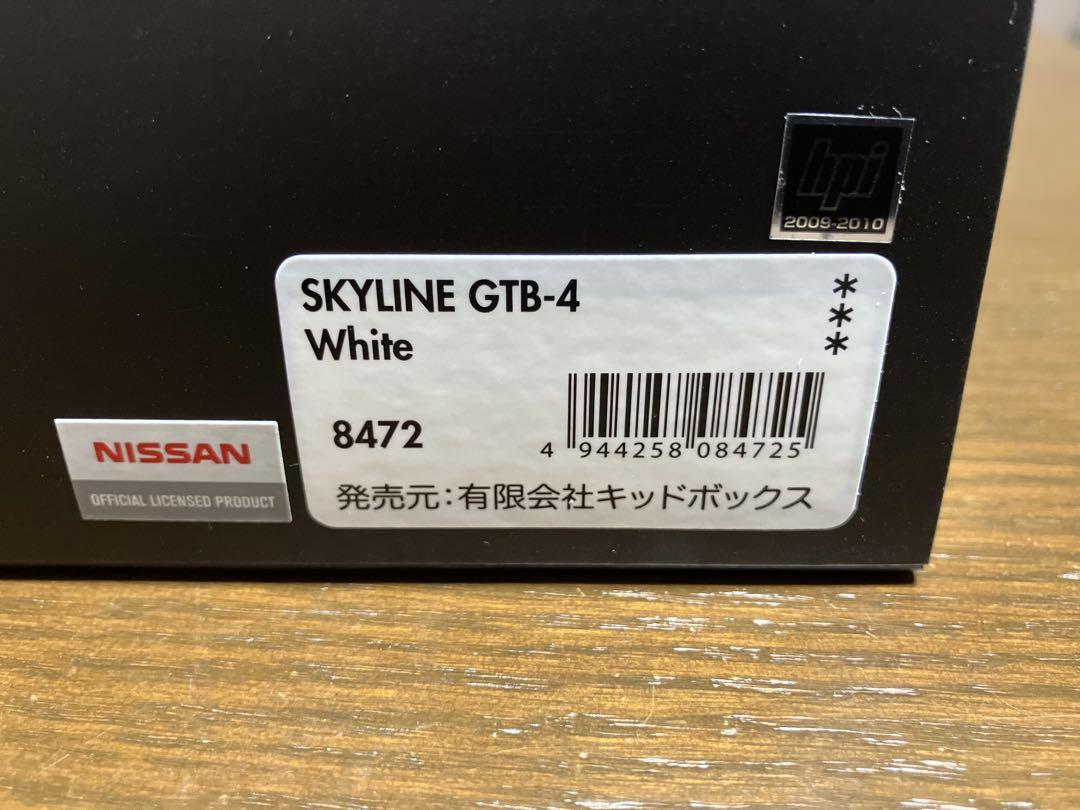 hpi
2009-2010
SKYLINE GTB-4
White
***
8472
4 944258 084725
発売元:有限会社キッドボックス
NISSAN
OFFICIAL LICENSED PRODUCT